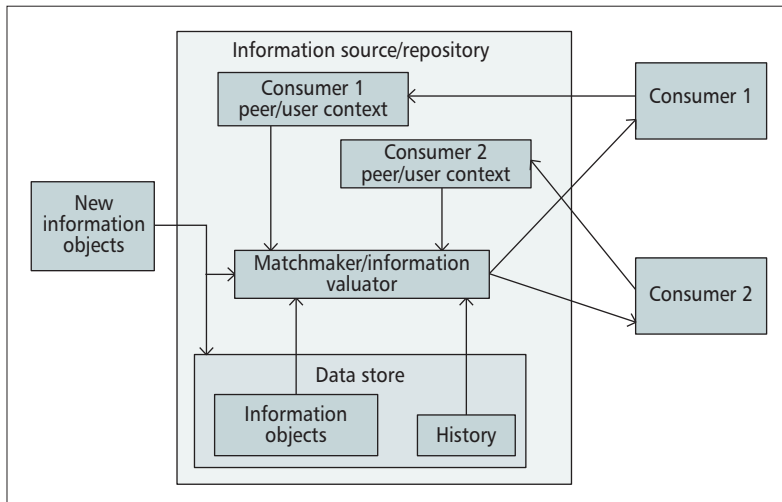 Information source/repository
Consumer 1
peer/user context
Consumer 1
Consumer 2
peer/user context
New
information
objects
Matchmaker/information
valuator
Consumer 2
Data store
Information
objects
History